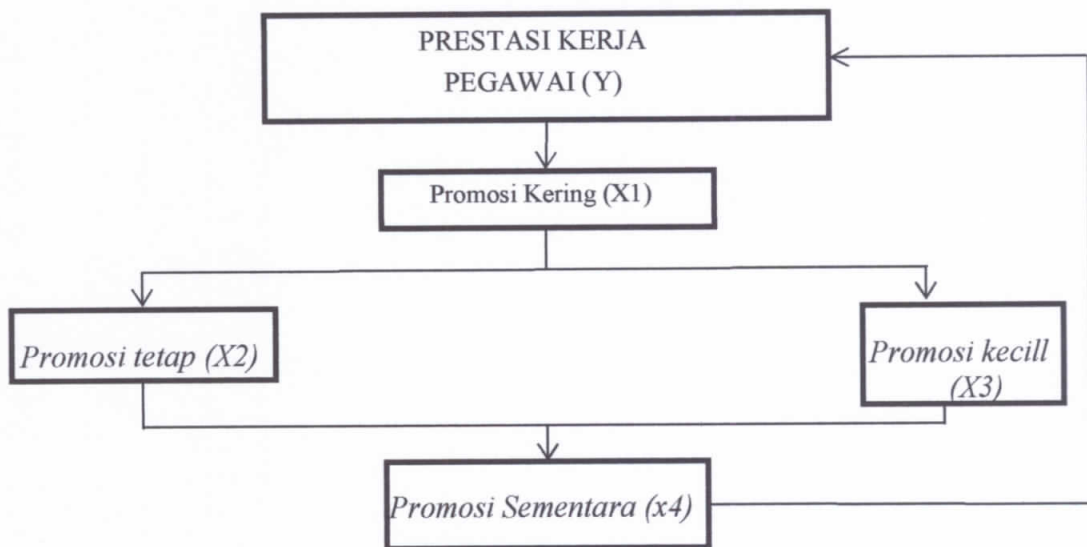 PRESTASI KERJA
PEGAWAI (Y)
Promosi Kering (X1)
Promosi tetap (X2)
Promosi kecill
(X3)
Promosi Sementara (x4)